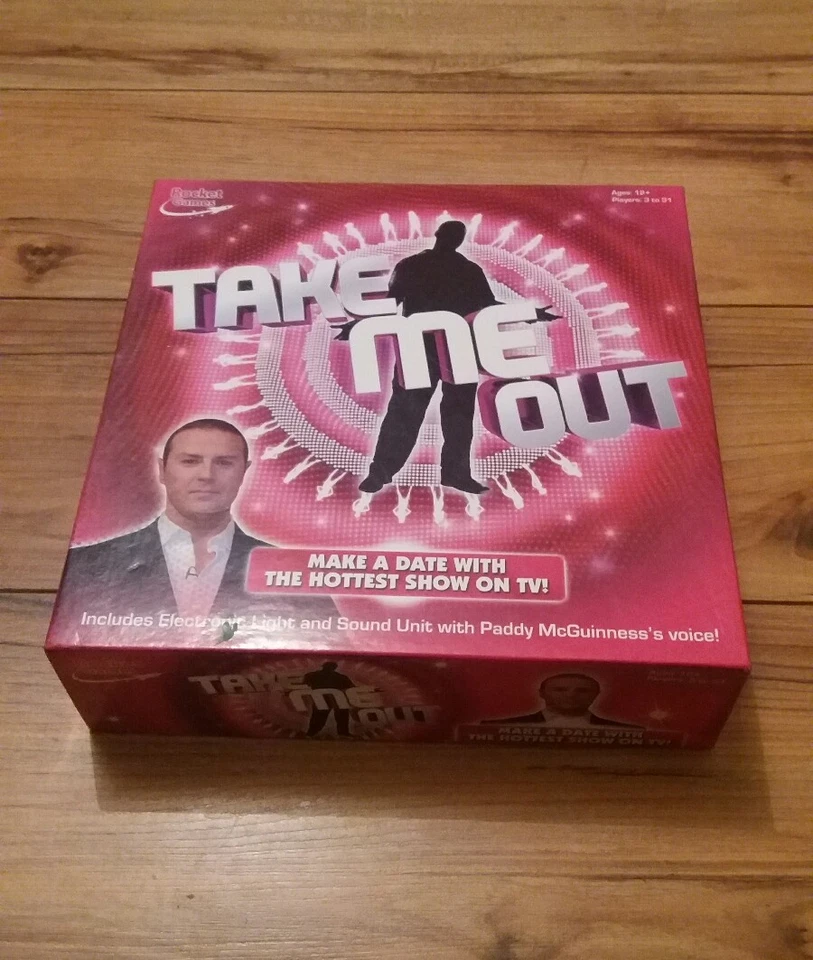 Rocket
Games
Ages: 12+
Players: 3 to 31
TAKE
ME
OUT
MAKE A DATE WITH
THE HOTTEST SHOW ON TV!
Includes Electronic Light and Sound Unit with Paddy McGuinness's voice!
TAKE
ME
OUT
MAKE A DATE WITH
THE HOTTEST SHOW ON TV!